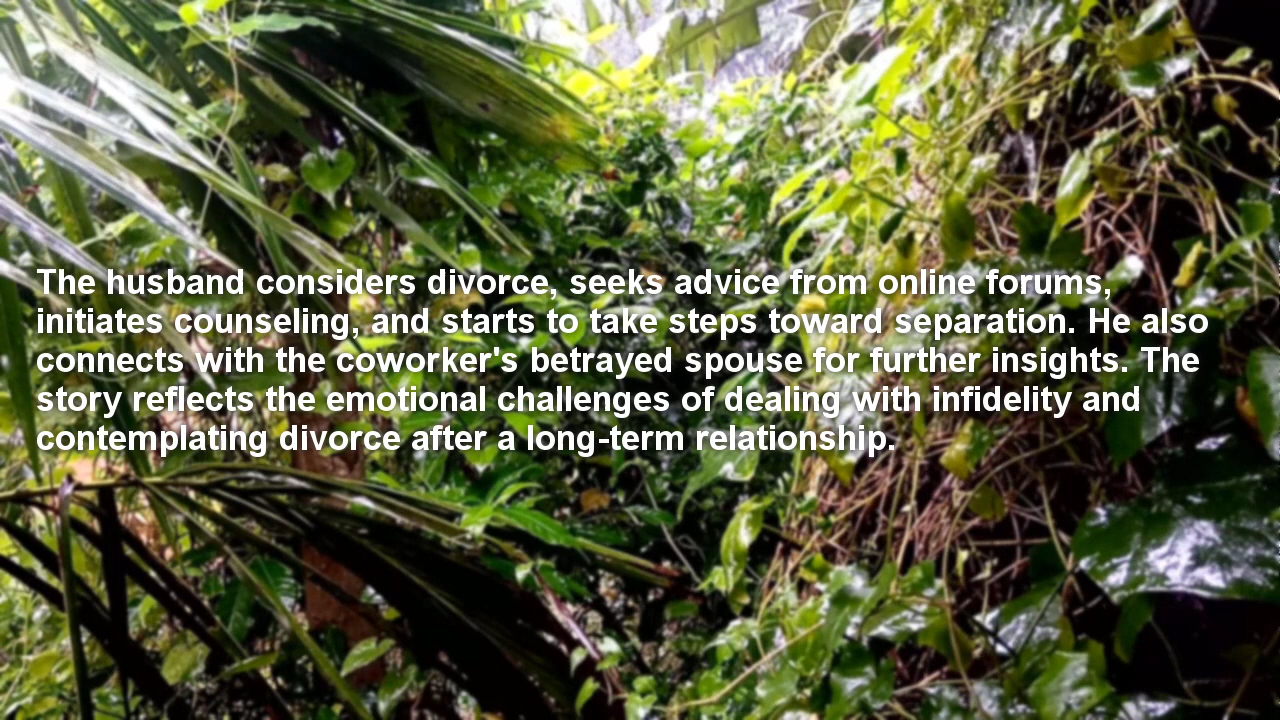 The husband considers divorce, seeks advice from online forums,
initiates counseling, and starts to take steps toward separation. He also
connects with the coworker's betrayed spouse for further insights. The
story reflects the emotional challenges of dealing with infidelity and
contemplating divorce after a long-term relationship.